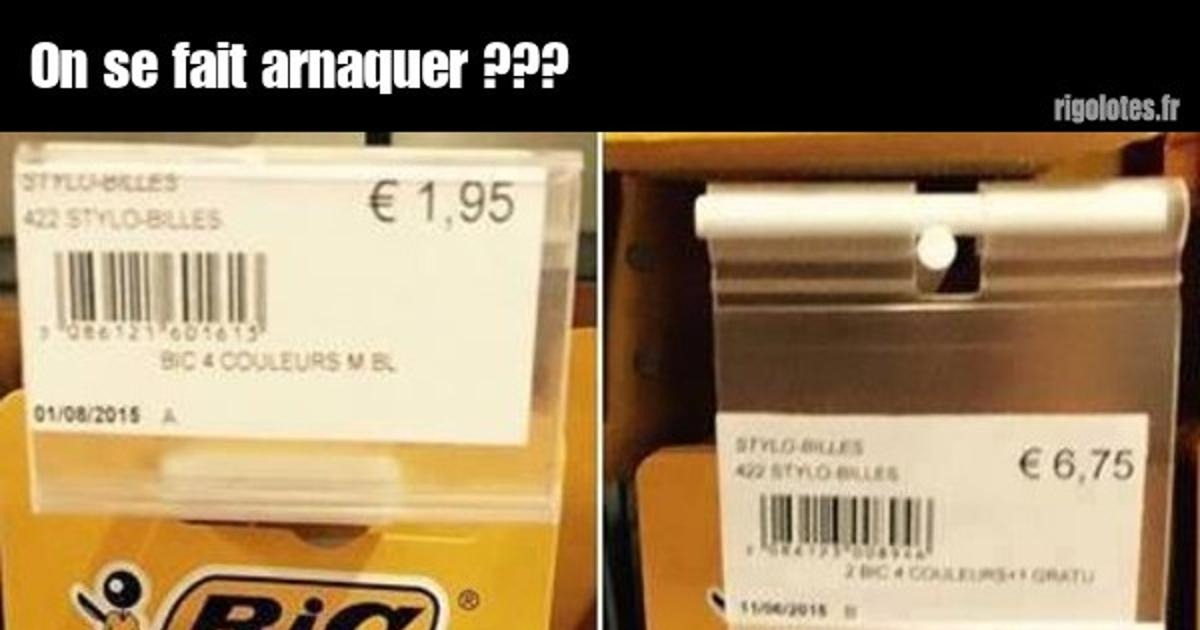 On se fait arnaquer ???
rigolotes.fr
STYLO-BILLES
422 STYLO-BILLES
€ 1,95
BIC 4 COULEURS M BL
01/08/2015 A
BIC ®
STYLO-BILLES
422 STYLO-BILLES
€ 6,75
2 BIC 4 COULEURS+1 GRATU
11/06/2015 B